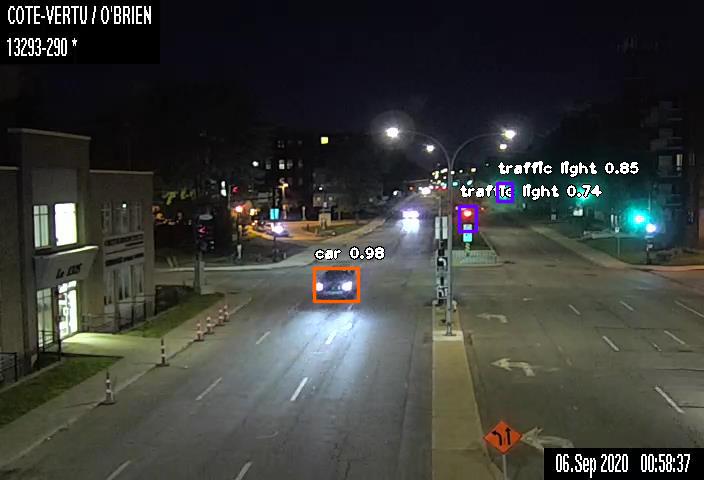 COTE-VERTU / O'BRIEN
13293-290 *
traffic light 0.85
traffic light 0.74
car 0.98
06.Sep 2020 00:58:37